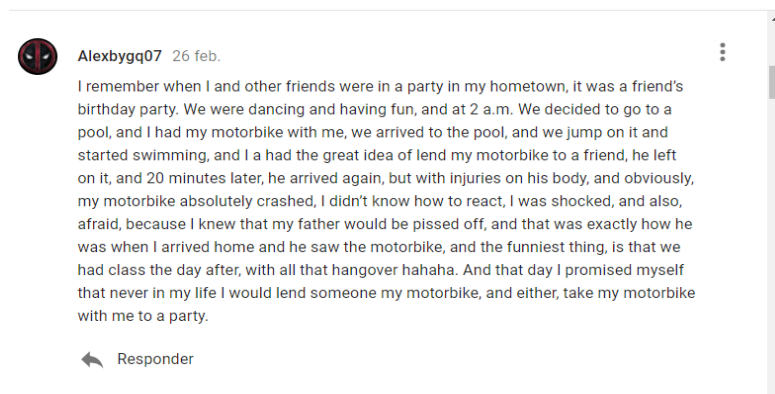 Alexbygq07 26 feb.
I remember when I and other friends were in a party in my hometown, it was a friend's
birthday party. We were dancing and having fun, and at 2 a.m. We decided to go to a
pool, and I had my motorbike with me, we arrived to the pool, and we jump on it and
started swimming, and I a had the great idea of lend my motorbike to a friend, he left
on it, and 20 minutes later, he arrived again, but with injuries on his body, and obviously,
my motorbike absolutely crashed, I didn't know how to react, I was shocked, and also,
afraid, because I knew that my father would be pissed off, and that was exactly how he
was when I arrived home and he saw the motorbike, and the funniest thing, is that we
had class the day after, with all that hangover hahaha. And that day I promised myself
that never in my life I would lend someone my motorbike, and either, take my motorbike
with me to a party.
Responder